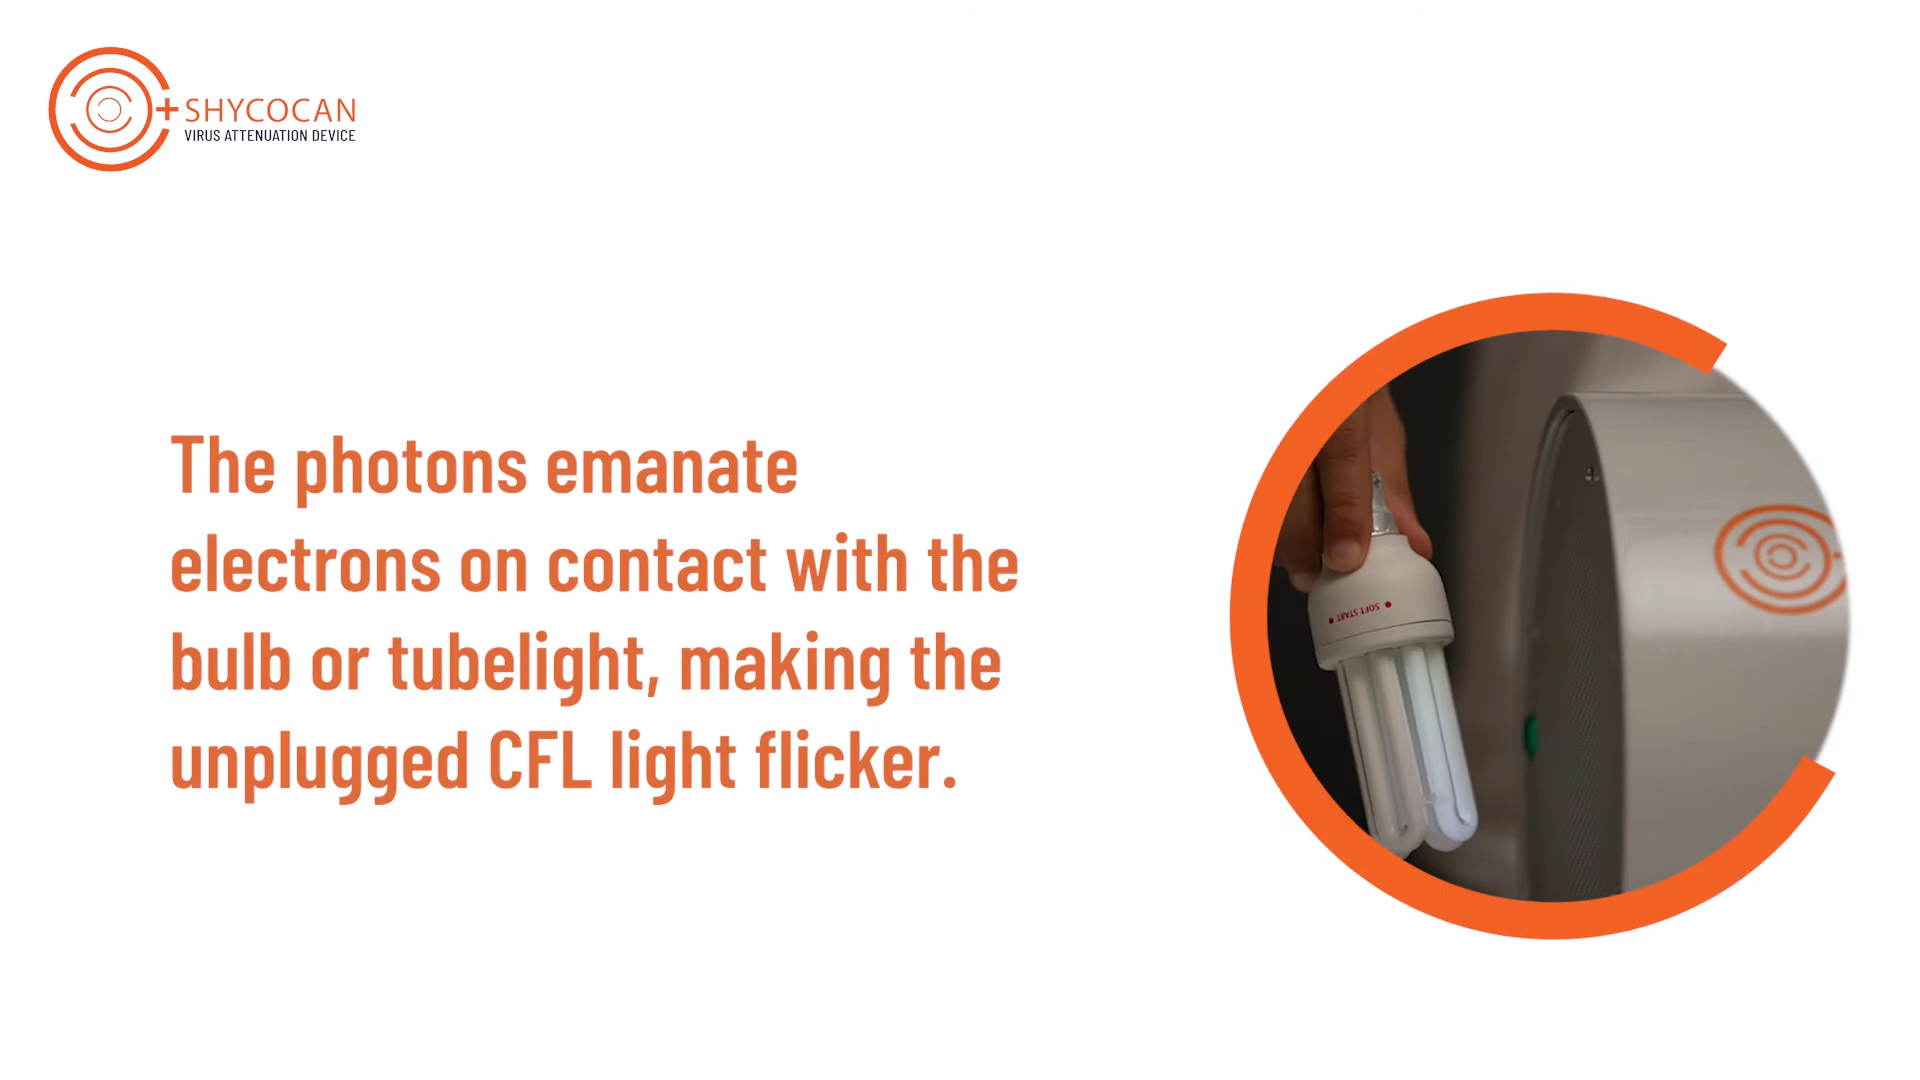 SHYCOCAN
VIRUS ATTENUATION DEVICE
The photons emanate
electrons on contact with the
bulb or tubelight, making the
unplugged CFL light flicker.
SOFT START